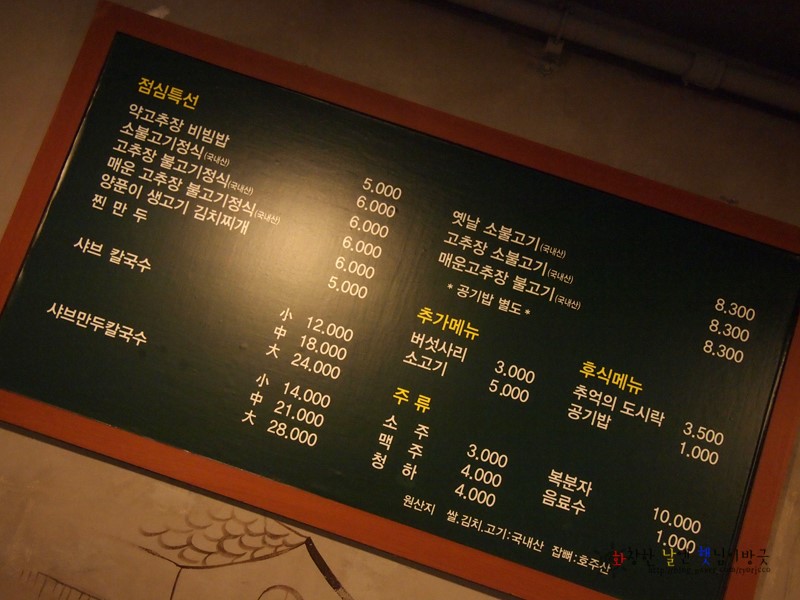 점심특선
약고추장 비빔밥 5.000
소불고기정식(국내산) 6.000
고추장 불고기정식(국내산) 6.000
매운 고추장 불고기정식(국내산) 6.000
양푼이 생고기 김치찌개 6.000
찐 만 두 5.000
샤브 칼국수
小 12.000
中 18.000
大 24.000
샤브만두칼국수
小 14.000
中 21.000
大 28.000
옛날 소불고기(국내산) 8.300
고추장 소불고기(국내산) 8.300
매운고추장 불고기(국내산) 8.300
* 공기밥 별도 *
추가메뉴
버섯사리 3.000
소고기 5.000
주 류
소 주 3.000
맥 주 4.000
청 하 4.000
후식메뉴
추억의 도시락 3.500
공기밥 1.000
복분자 10.000
음료수 1.000
원산지 쌀,김치,고기:국내산 잡뼈:호주산